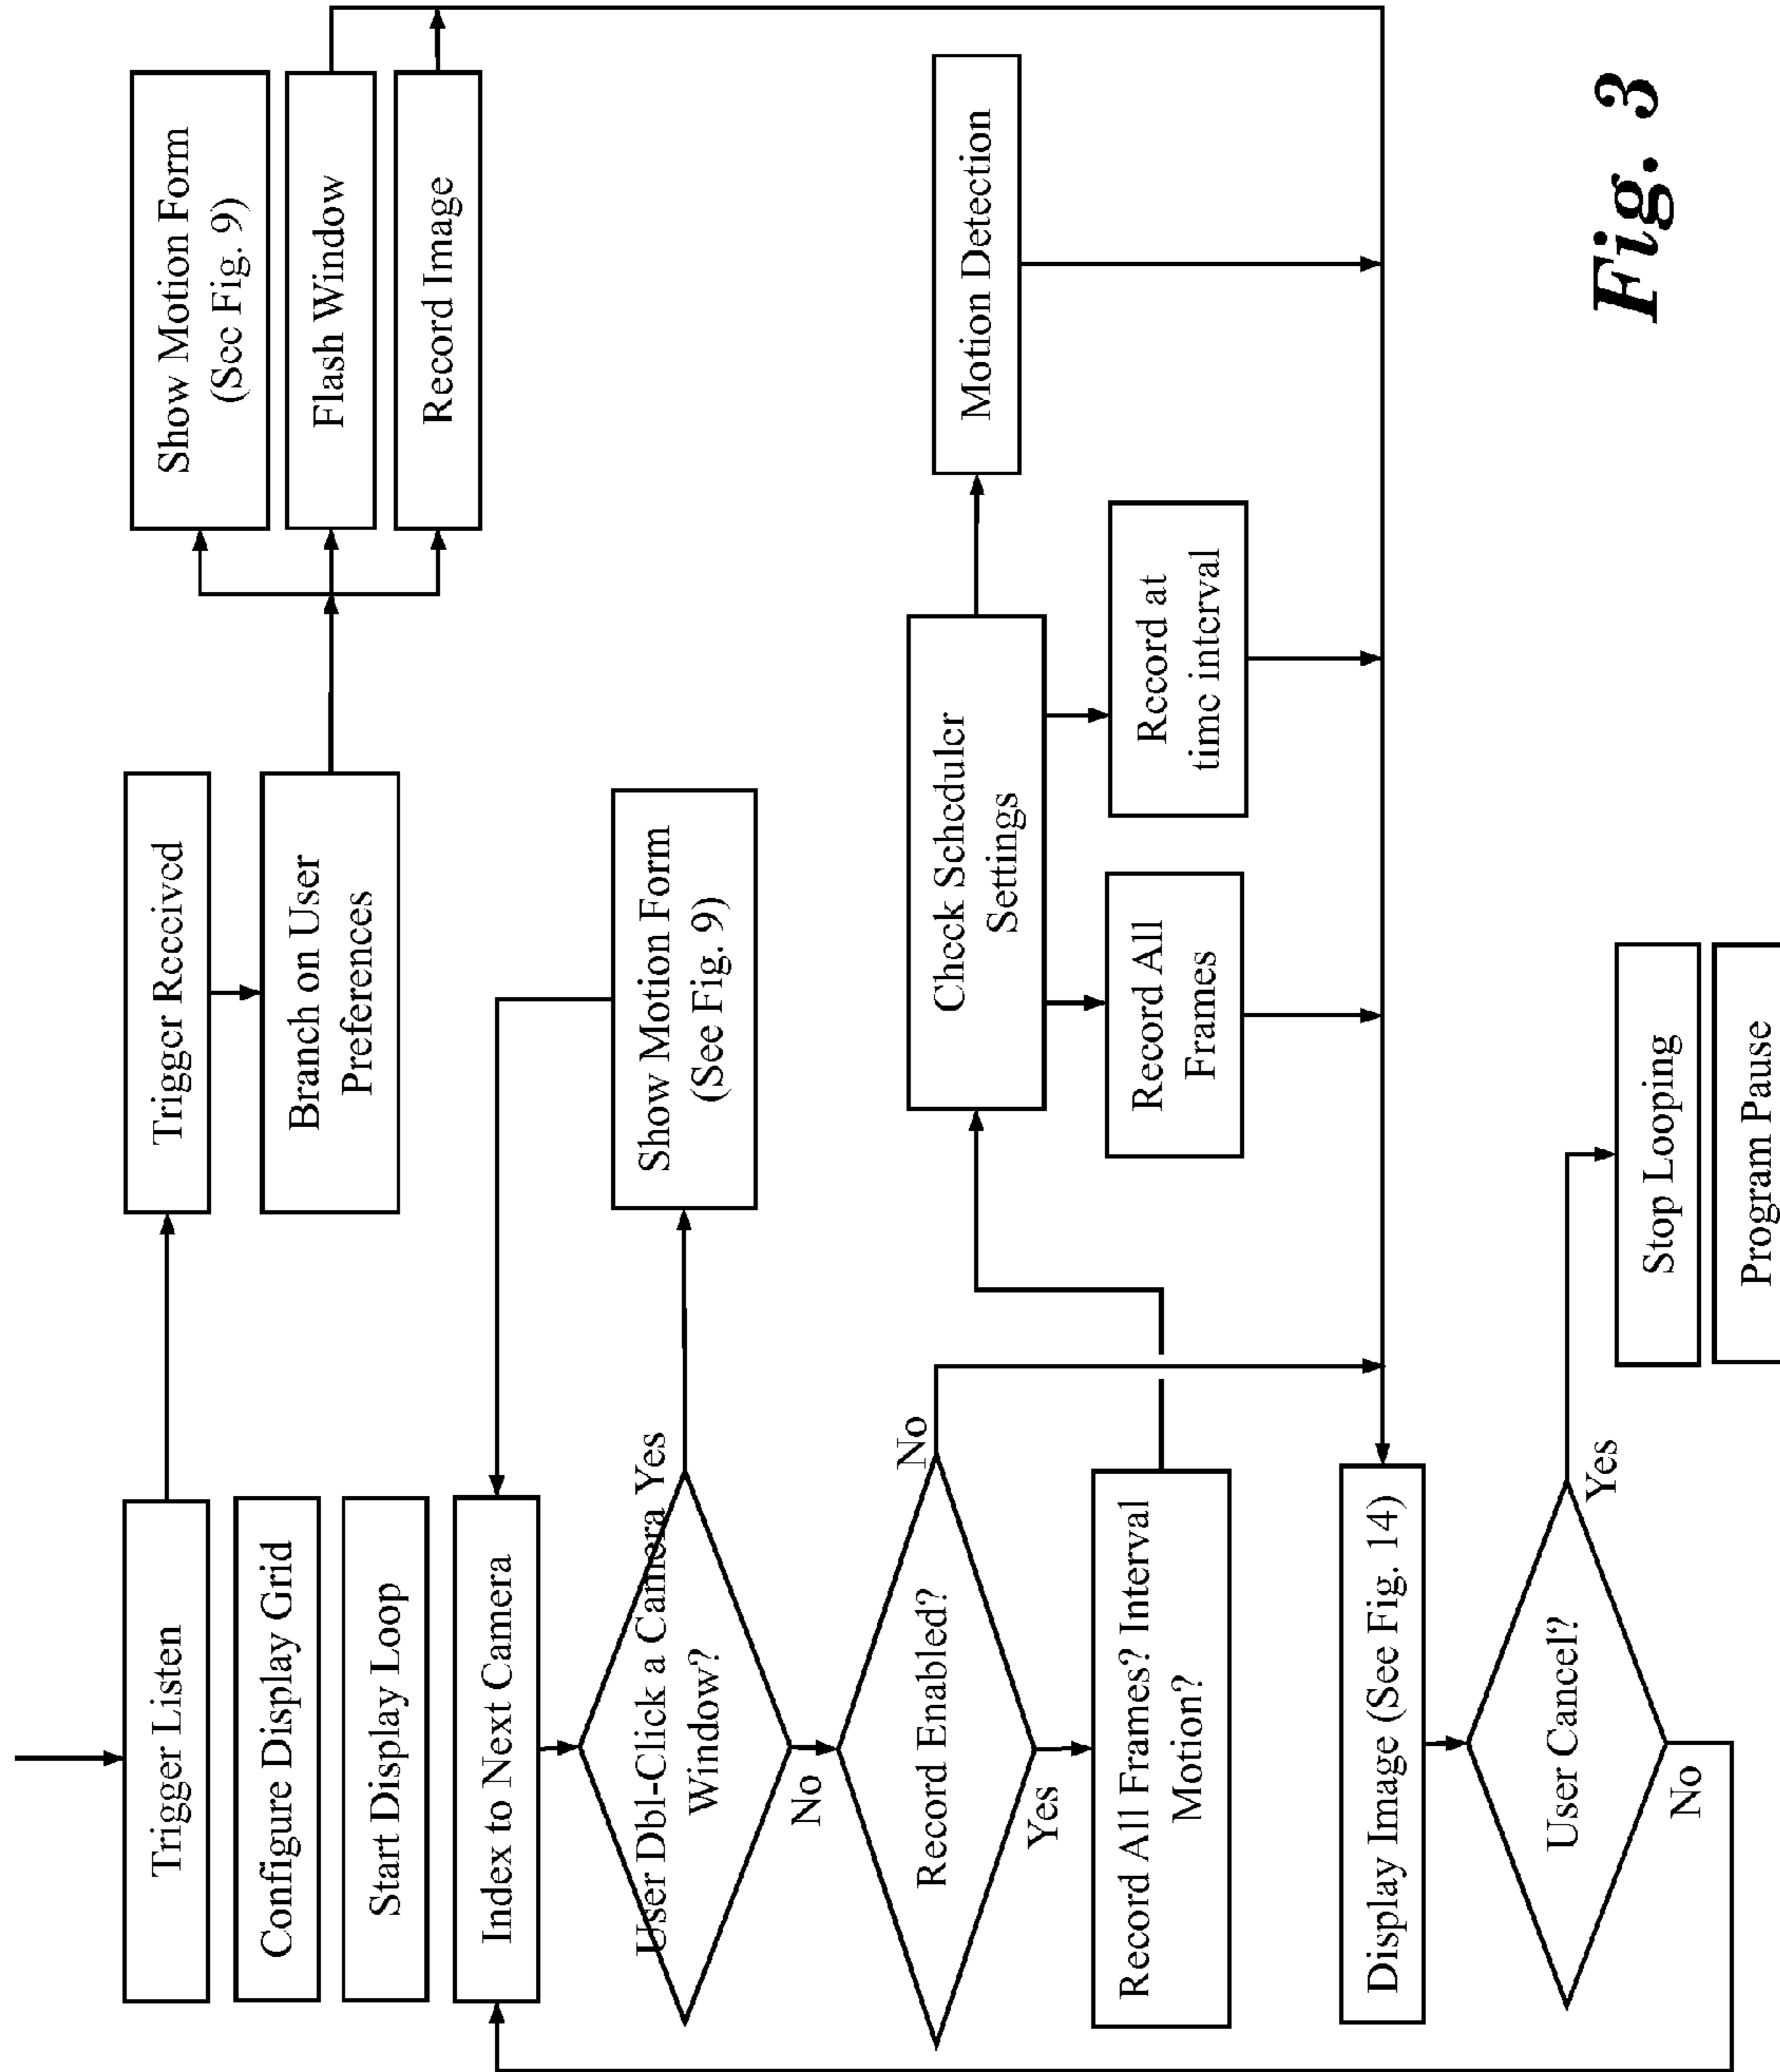 Trigger Listen
Configure Display Grid
Start Display Loop
Index to Next Camera
User Dbl-Click a Camera
Window?
Yes
No
Record Enabled?
No
Yes
Record All Frames? Interval
Motion?
Display Image (See Fig. 14)
User Cancel?
Yes
No
Trigger Received
Branch on User
Preferences
Show Motion Form
(See Fig. 9)
Flash Window
Record Image
Show Motion Form
(See Fig. 9)
Check Scheduler
Settings
Motion Detection
Record All
Frames
Record at
time interval
Stop Looping
Program Pause
Fig. 3